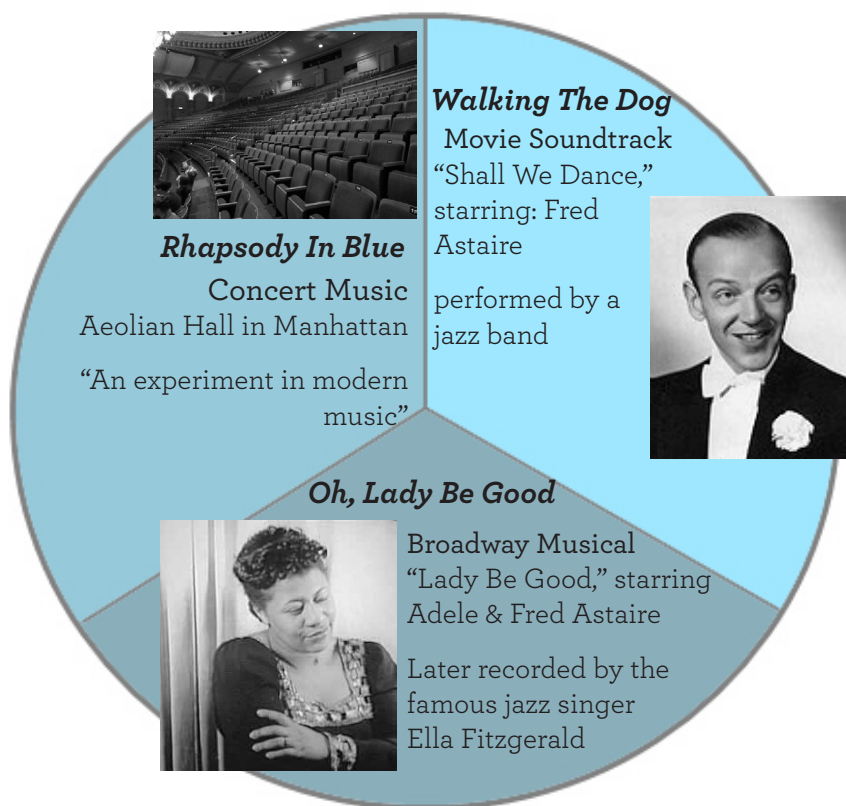 Rhapsody In Blue
Concert Music
Aeolian Hall in Manhattan
“An experiment in modern
music”
Walking The Dog
Movie Soundtrack
“Shall We Dance,”
starring: Fred
Astaire
performed by a
jazz band
Oh, Lady Be Good
Broadway Musical
“Lady Be Good,” starring
Adele & Fred Astaire
Later recorded by the
famous jazz singer
Ella Fitzgerald